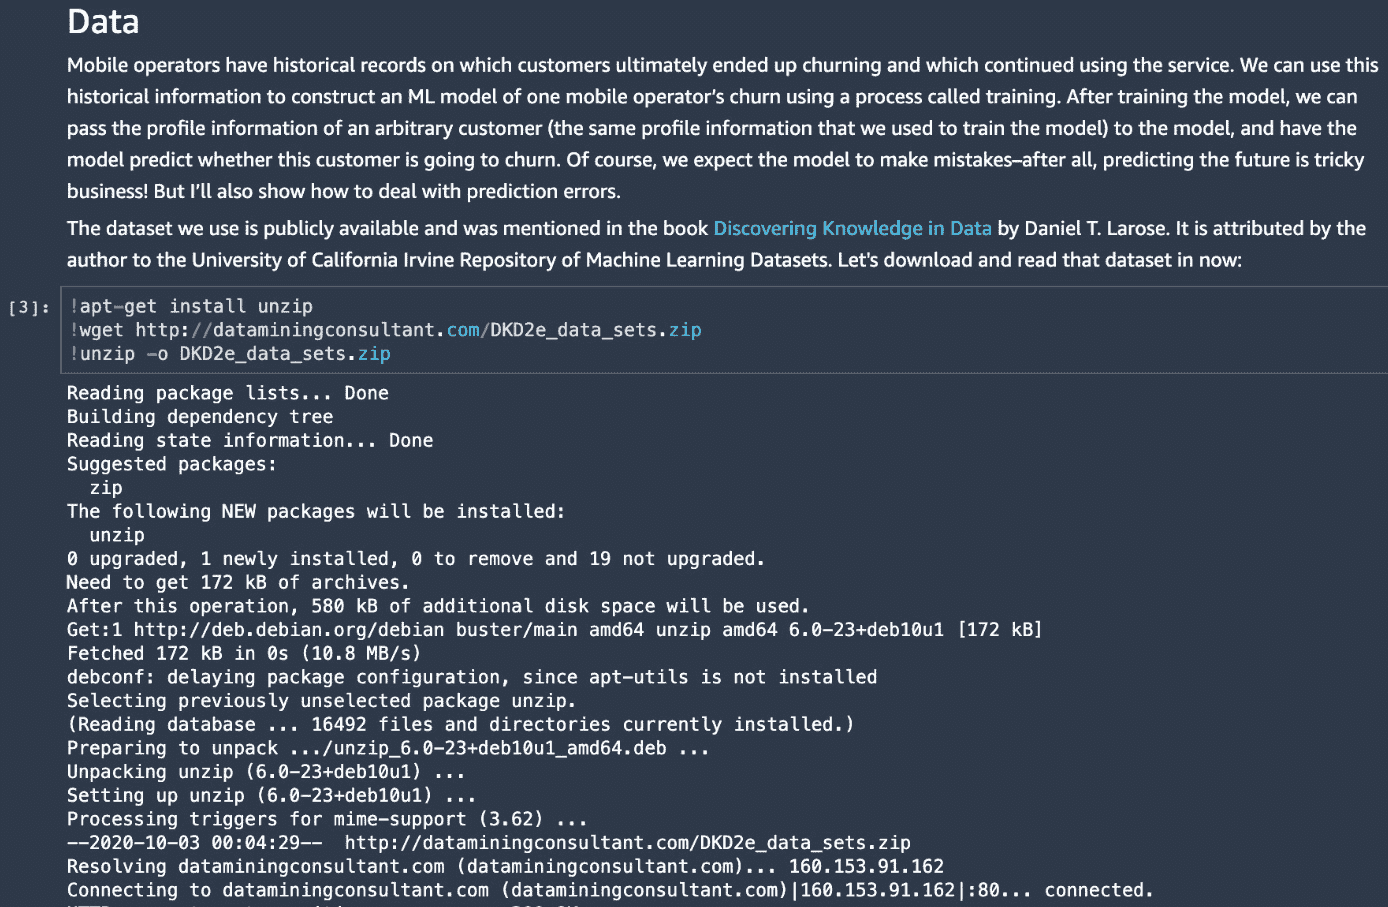 Data
Mobile operators have historical records on which customers ultimately ended up churning and which continued using the service. We can use this
historical information to construct an ML model of one mobile operator’s churn using a process called training. After training the model, we can
pass the profile information of an arbitrary customer (the same profile information that we used to train the model) to the model, and have the
model predict whether this customer is going to churn. Of course, we expect the model to make mistakes–after all, predicting the future is tricky
business! But I’ll also show how to deal with prediction errors.
The dataset we use is publicly available and was mentioned in the book Discovering Knowledge in Data by Daniel T. Larose. It is attributed by the
author to the University of California Irvine Repository of Machine Learning Datasets. Let's download and read that dataset in now:
[3]: !apt-get install unzip
!wget http://dataminingconsultant.com/DKD2e_data_sets.zip
!unzip -o DKD2e_data_sets.zip
Reading package lists... Done
Building dependency tree
Reading state information... Done
Suggested packages:
  zip
The following NEW packages will be installed:
  unzip
0 upgraded, 1 newly installed, 0 to remove and 19 not upgraded.
Need to get 172 kB of archives.
After this operation, 580 kB of additional disk space will be used.
Get:1 http://deb.debian.org/debian buster/main amd64 unzip amd64 6.0-23+deb10u1 [172 kB]
Fetched 172 kB in 0s (10.8 MB/s)
debconf: delaying package configuration, since apt-utils is not installed
Selecting previously unselected package unzip.
(Reading database ... 16492 files and directories currently installed.)
Preparing to unpack .../unzip_6.0-23+deb10u1_amd64.deb ...
Unpacking unzip (6.0-23+deb10u1) ...
Setting up unzip (6.0-23+deb10u1) ...
Processing triggers for mime-support (3.62) ...
--2020-10-03 00:04:29--  http://dataminingconsultant.com/DKD2e_data_sets.zip
Resolving dataminingconsultant.com (dataminingconsultant.com)... 160.153.91.162
Connecting to dataminingconsultant.com (dataminingconsultant.com)|160.153.91.162|:80... connected.